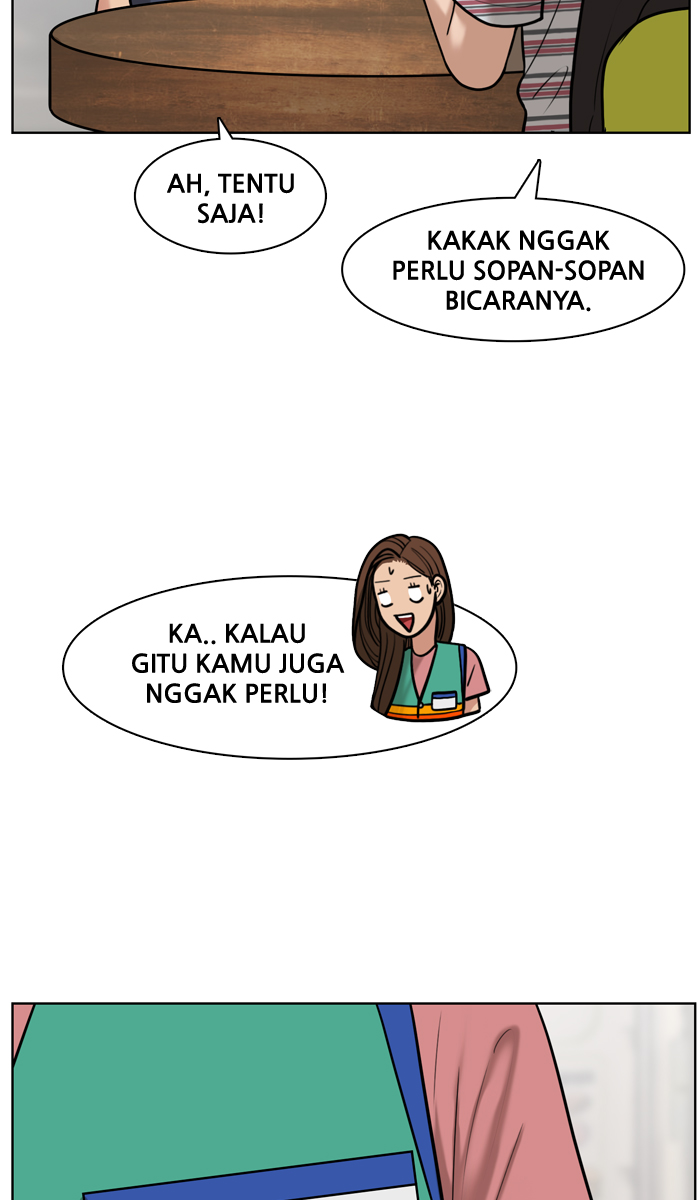 AH, TENTU
SAJA!
KAKAK NGGAK
PERLU SOPAN-SOPAN
BICARANYA.
KA.. KALAU
GITU KAMU JUGA
NGGAK PERLU!